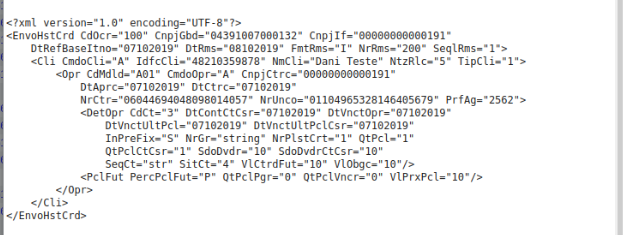 <?xml version="1.0" encoding="UTF-8"?>
<EnvoHstCrd CdOcr="100" CnpjGbd="04391007000132" CnpjIf="00000000000191"
DtRefBaseItno="07102019" DtRms="08102019" FmtRms="I" NrRms="200" SeqlRms="1">
<Cli CmdoCli="A" IdfcCli="48210359878" NmCli="Dani Teste" NtzRlc="5" TipCli="1">
<Opr CdMdld="A01" CmdoOpr="A" CnpjCtrc="00000000000191"
DtAprc="07102019" DtCtrc="07102019"
NrCtr="06044694048098014057" NrUnco="01104965328146405679" PrfAg="2562">
<DetOpr CdCt="3" DtContCtCsr="07102019" DtVnctOpr="07102019"
DtVnctUltPcl="07102019" DtVnctUltPclCsr="07102019"
InPreFix="S" NrGr="string" NrPlstCrt="1" QtPcl="1"
QtPclCtCsr="1" SdoDvdr="10" SdoDvdrCtCsr="10"
SeqCt="str" SitCt="4" VlCtrdFut="10" VlObgc="10"/>
<PclFut PercPclFut="P" QtPclPgr="0" QtPclVncr="0" VlPrxPcl="10"/>
</Opr>
</Cli>
</EnvoHstCrd>